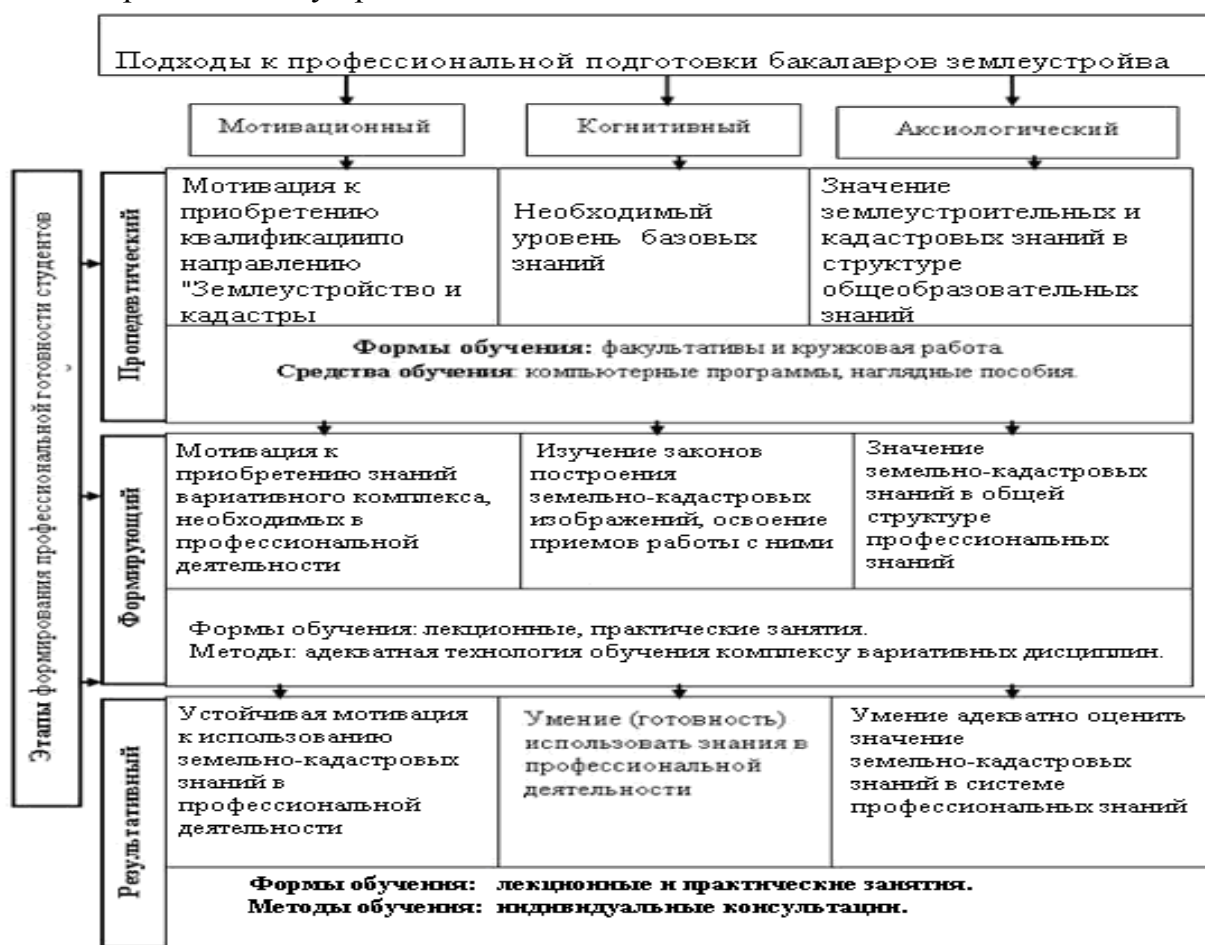 Подходы к профессиональной подготовки бакалавров землеустройва
Мотивационный
Когнитивный
Аксиологический
Этапы формирования профессиональной готовности студентов
Пропедевтический
Мотивация к
приобретению
квалификациипо
направлению
"Землеустройство и
кадастры
Необходимый
уровень базовых
знаний
Значение
землеустроительных и
кадастровых знаний в
структуре
общеобразовательных
знаний
Формы обучения: факультативы и кружковая работа.
Средства обучения: компьютерные программы, наглядные пособия.
Формирующий
Мотивация к
приобретению знаний
вариативного комплекса,
необходимых в
профессиональной
деятельности
Изучение законов
построения
земельно-кадастровых
изображений, освоение
приемов работы с ними
Значение
земельно-кадастровых
знаний в общей
структуре
профессиональных
знаний
Формы обучения: лекционные, практические занятия.
Методы: адекватная технология обучения комплексу вариативных дисциплин.
Результативный
Устойчивая мотивация
к использованию
земельно-кадастровых
знаний в
профессиональной
деятельности
Умение (готовность)
использовать знания в
профессиональной
деятельности
Умение адекватно оценить
значение
земельно-кадастровых
знаний в системе
профессиональных знаний
Формы обучения: лекционные и практические занятия.
Методы обучения: индивидуальные консультации.